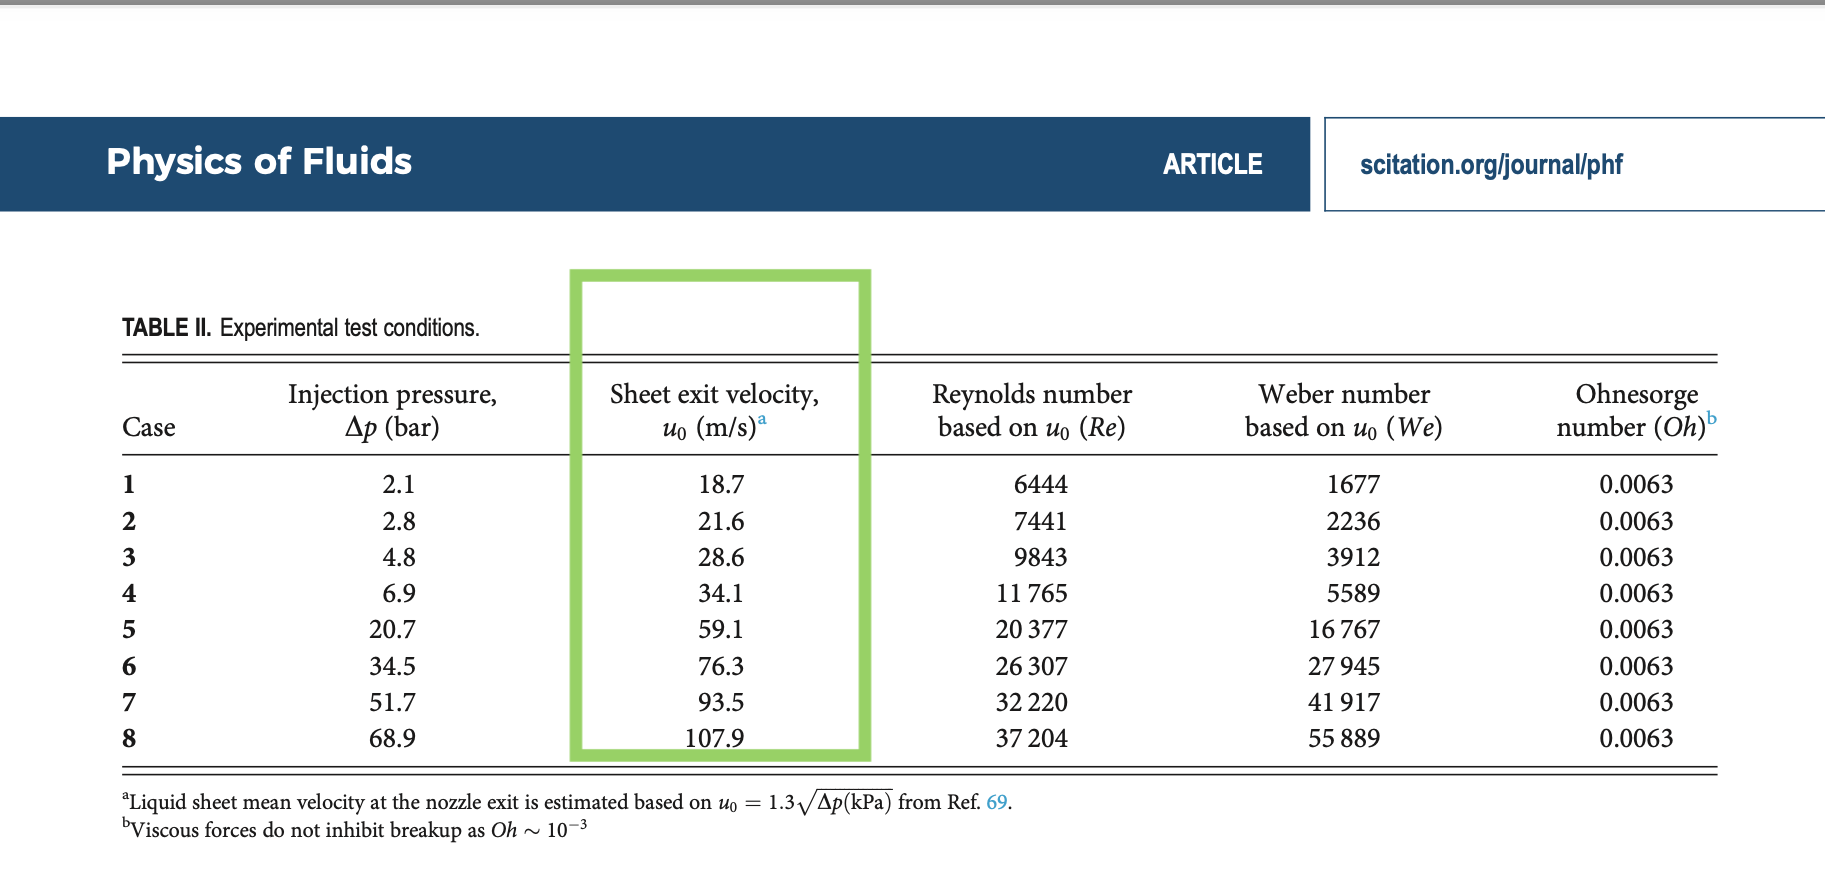 Physics of Fluids ARTICLE scitation.org/journal/phf
TABLE II. Experimental test conditions.
Case Injection pressure, Δp (bar) Sheet exit velocity, u₀ (m/s)ᵃ Reynolds number based on u₀ (Re) Weber number based on u₀ (We) Ohnesorge number (Oh)ᵇ
1 2.1 18.7 6444 1677 0.0063
2 2.8 21.6 7441 2236 0.0063
3 4.8 28.6 9843 3912 0.0063
4 6.9 34.1 11 765 5589 0.0063
5 20.7 59.1 20 377 16 767 0.0063
6 34.5 76.3 26 307 27 945 0.0063
7 51.7 93.5 32 220 41 917 0.0063
8 68.9 107.9 37 204 55 889 0.0063
ᵃLiquid sheet mean velocity at the nozzle exit is estimated based on u₀ = 1.3√Δp(kPa) from Ref. 69.
ᵇViscous forces do not inhibit breakup as Oh ~ 10⁻³